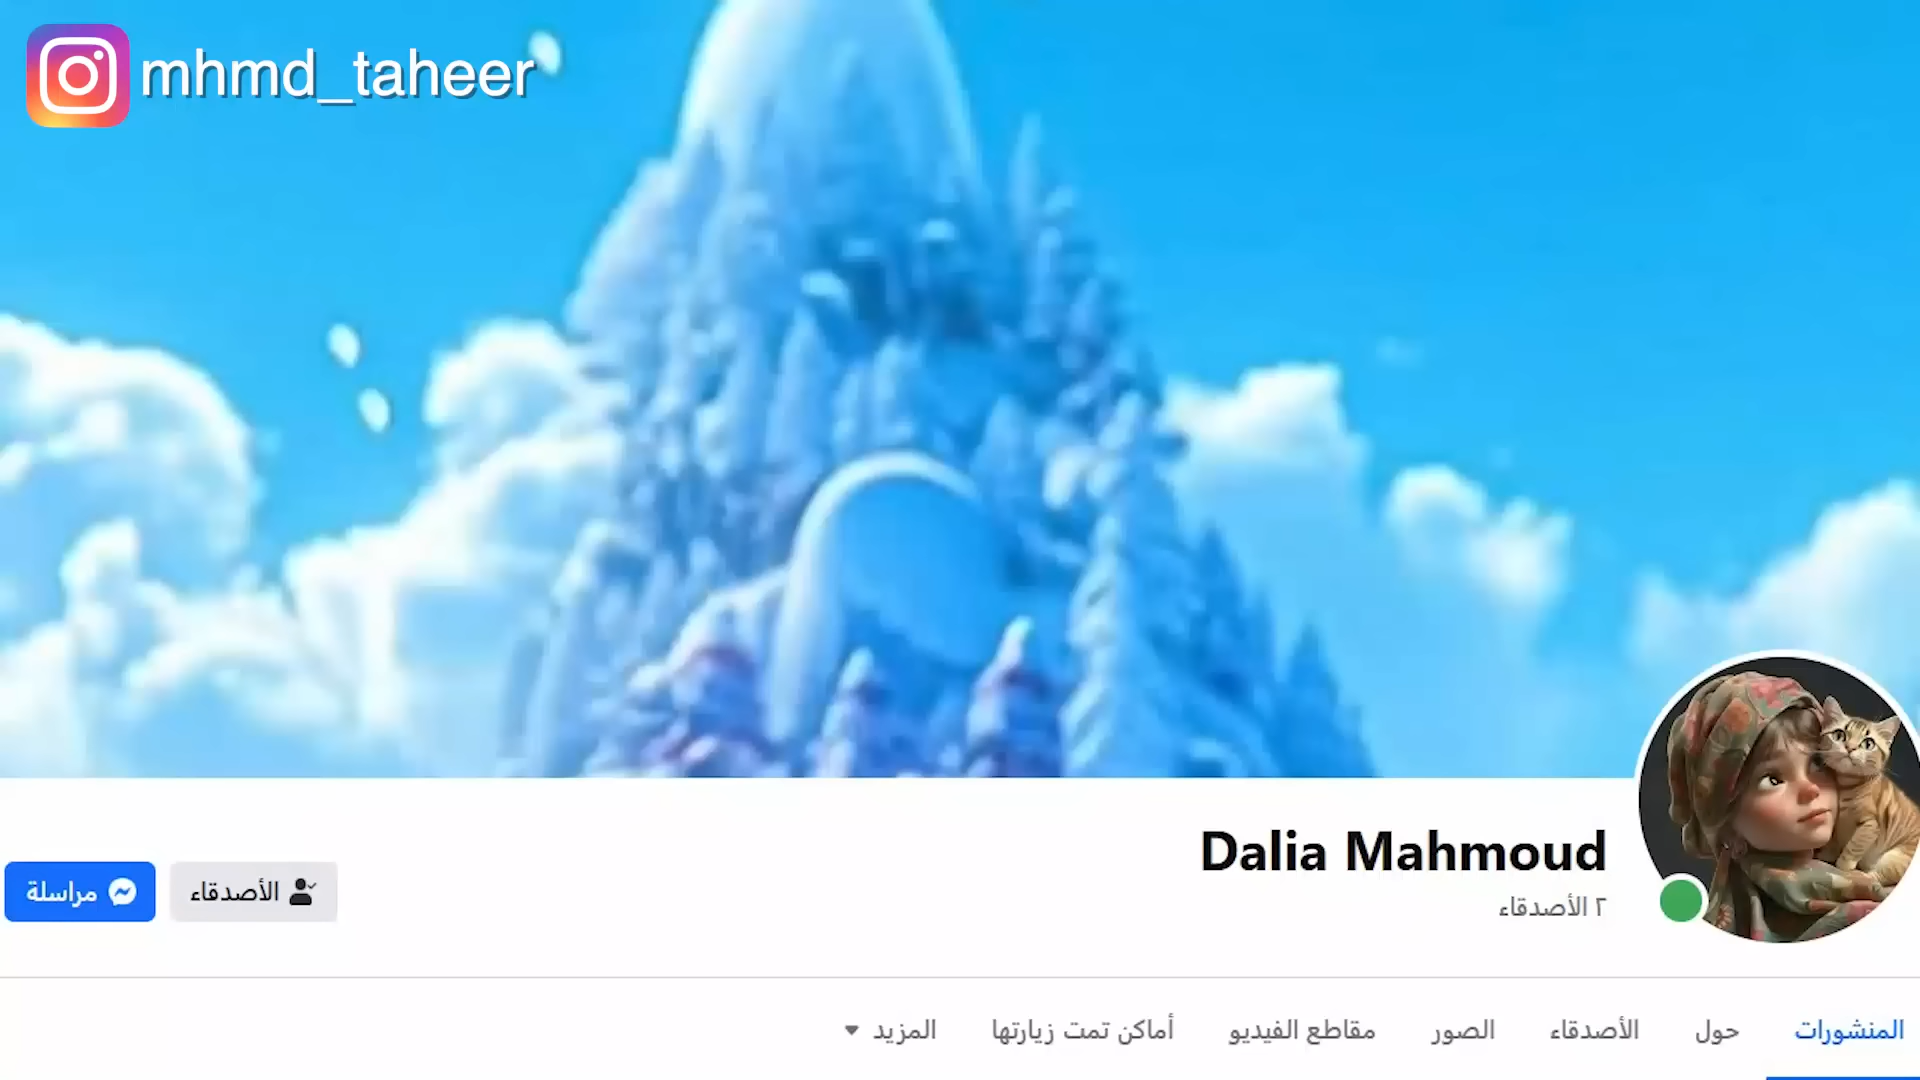 mhmd_taheer
Dalia Mahmoud
٢ الأصدقاء
الأصدقاء
مراسلة
المنشورات
حول
الأصدقاء
الصور
مقاطع الفيديو
أماكن تمت زيارتها
المزيد